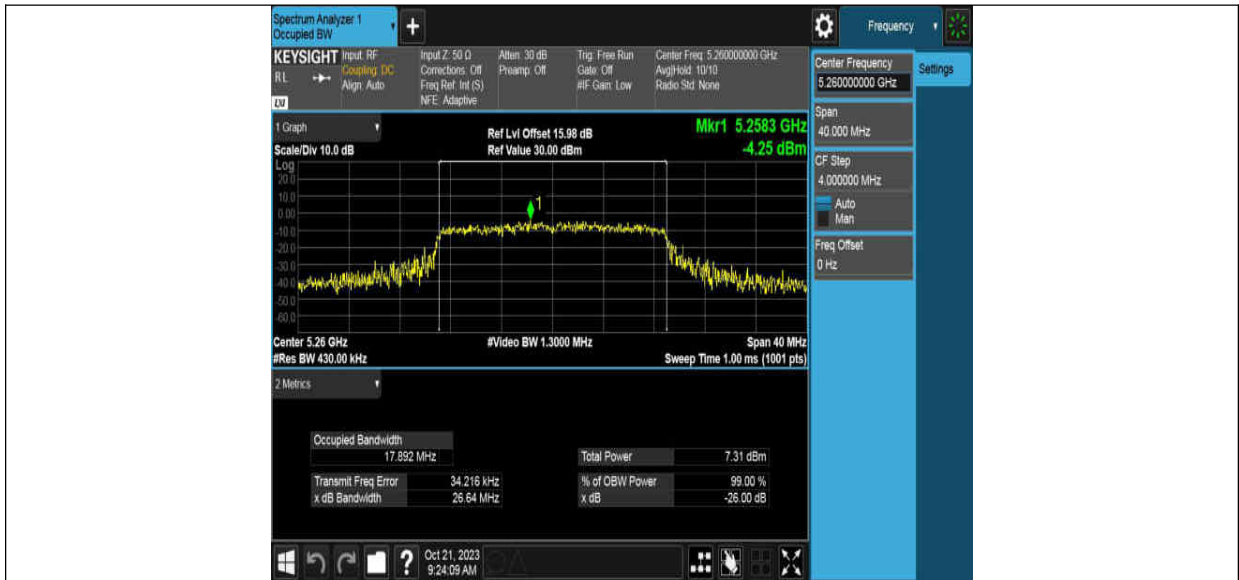 Spectrum Analyzer 1
Occupied BW
+
Frequency
KEYSIGHT
RL
LXI
Input: RF
Coupling: DC
Align: Auto
Input Z: 50 Ω
Corrections: Off
Freq Ref: Int (S)
NFE: Adaptive
Atten: 30 dB
Preamp: Off
Trig: Free Run
Gate: Off
#IF Gain: Low
Center Freq: 5.260000000 GHz
Avg|Hold: 10/10
Radio Std: None
Center Frequency
5.260000000 GHz
Settings
Span
40.000 MHz
CF Step
4.000000 MHz
Auto
Man
Freq Offset
0 Hz
1 Graph
Scale/Div 10.0 dB
Ref Lvl Offset 15.98 dB
Ref Value 30.00 dBm
Mkr1 5.2583 GHz
-4.25 dBm
Log
20.0
10.0
0.00
-10.0
-20.0
-30.0
-40.0
-50.0
-60.0
1
Center 5.26 GHz
#Res BW 430.00 kHz
#Video BW 1.3000 MHz
Span 40 MHz
Sweep Time 1.00 ms (1001 pts)
2 Metrics
Occupied Bandwidth
17.892 MHz
Total Power 7.31 dBm
Transmit Freq Error 34.216 kHz
% of OBW Power 99.00 %
x dB Bandwidth 26.64 MHz
x dB -26.00 dB
?
Oct 21, 2023
9:24:09 AM